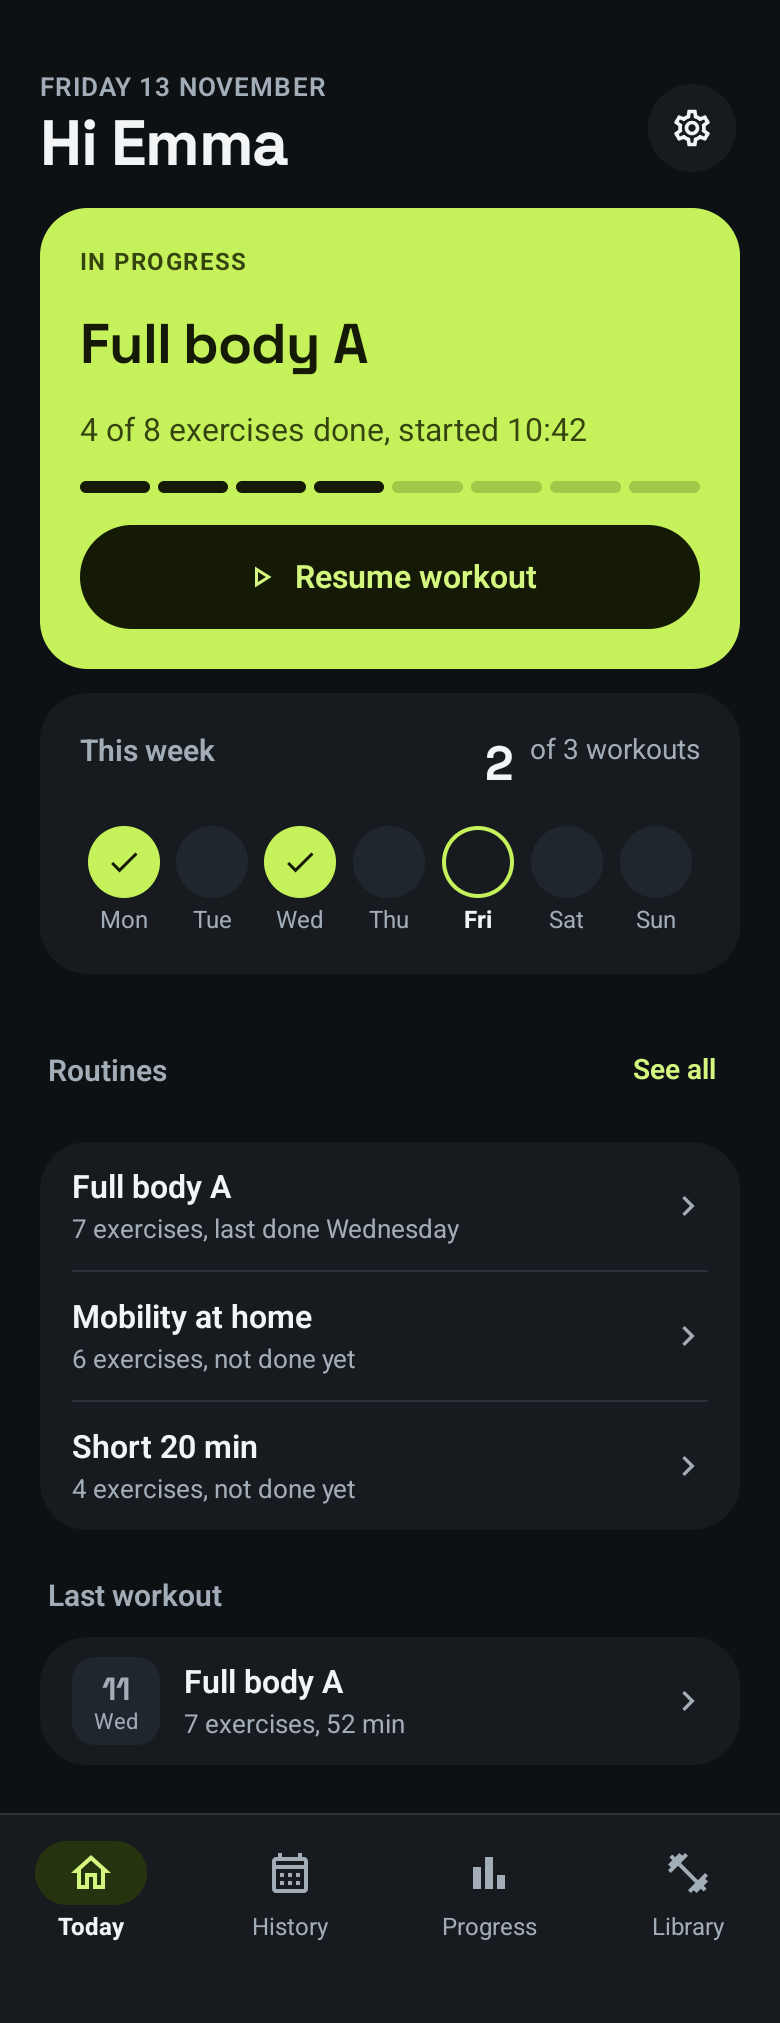 FRIDAY 13 NOVEMBER
Hi Emma
IN PROGRESS
Full body A
4 of 8 exercises done, started 10:42
Resume workout
This week
2 of 3 workouts
Mon Tue Wed Thu Fri Sat Sun
Routines
See all
Full body A
7 exercises, last done Wednesday
Mobility at home
6 exercises, not done yet
Short 20 min
4 exercises, not done yet
Last workout
11
Wed
Full body A
7 exercises, 52 min
Today History Progress Library